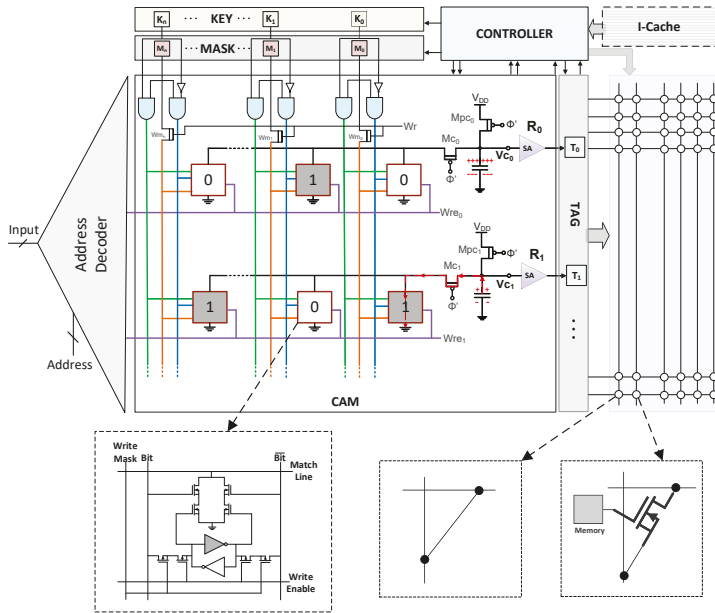 Kn ··· KEY ··· K1 ··· K0
Mn ··· MASK ··· M1 ··· M0
CONTROLLER
I-Cache
Input
Address
Decoder
Address
Wmn
Wm1
Wm0
Wr
VDD
Mpc0
Φ'
Mc0
Φ'
Vc0
R0
SA
T0
0
1
0
Wre0
TAG
VDD
Mpc1
Φ'
Mc1
Φ'
Vc1
R1
SA
T1
1
0
1
Wre1
CAM
Write
Mask
Bit
Bit
Match
Line
Write
Enable
Memory